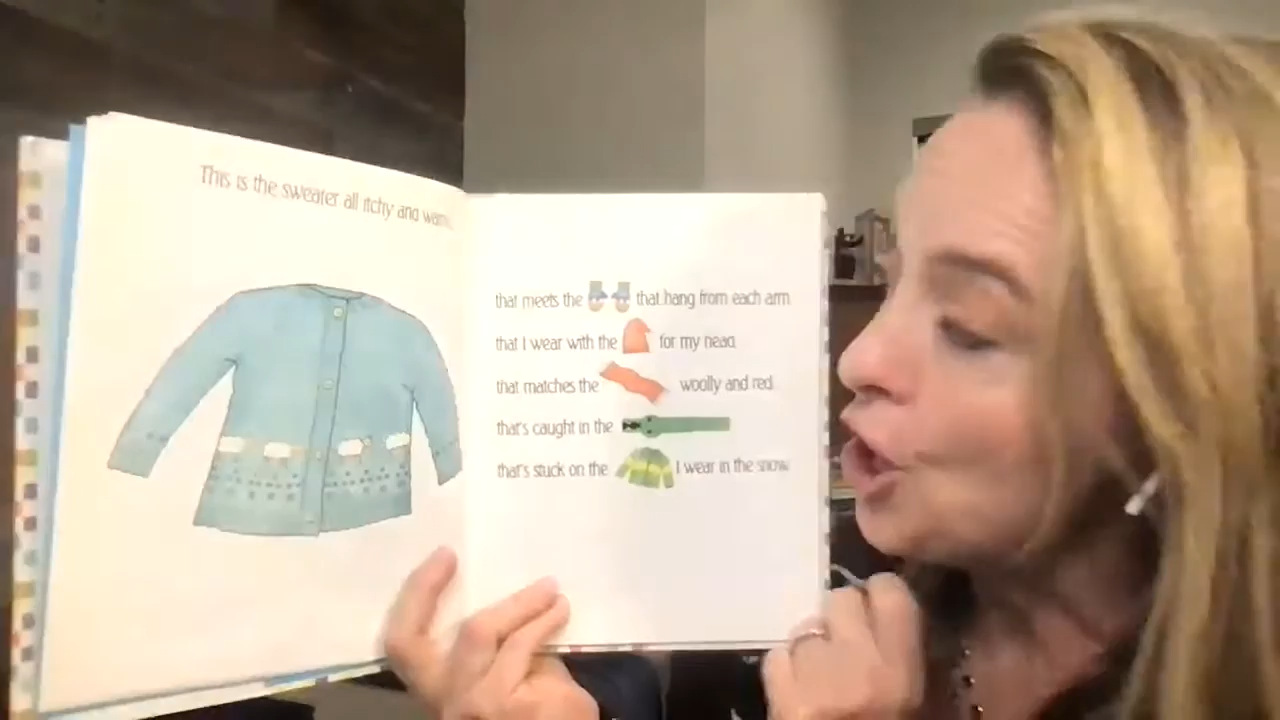 This is the sweater all itchy and warm
that meets the that hang from each arm
that I wear with the for my head,
that matches the woolly and red
that's caught in the
that's stuck on the I wear in the snow.